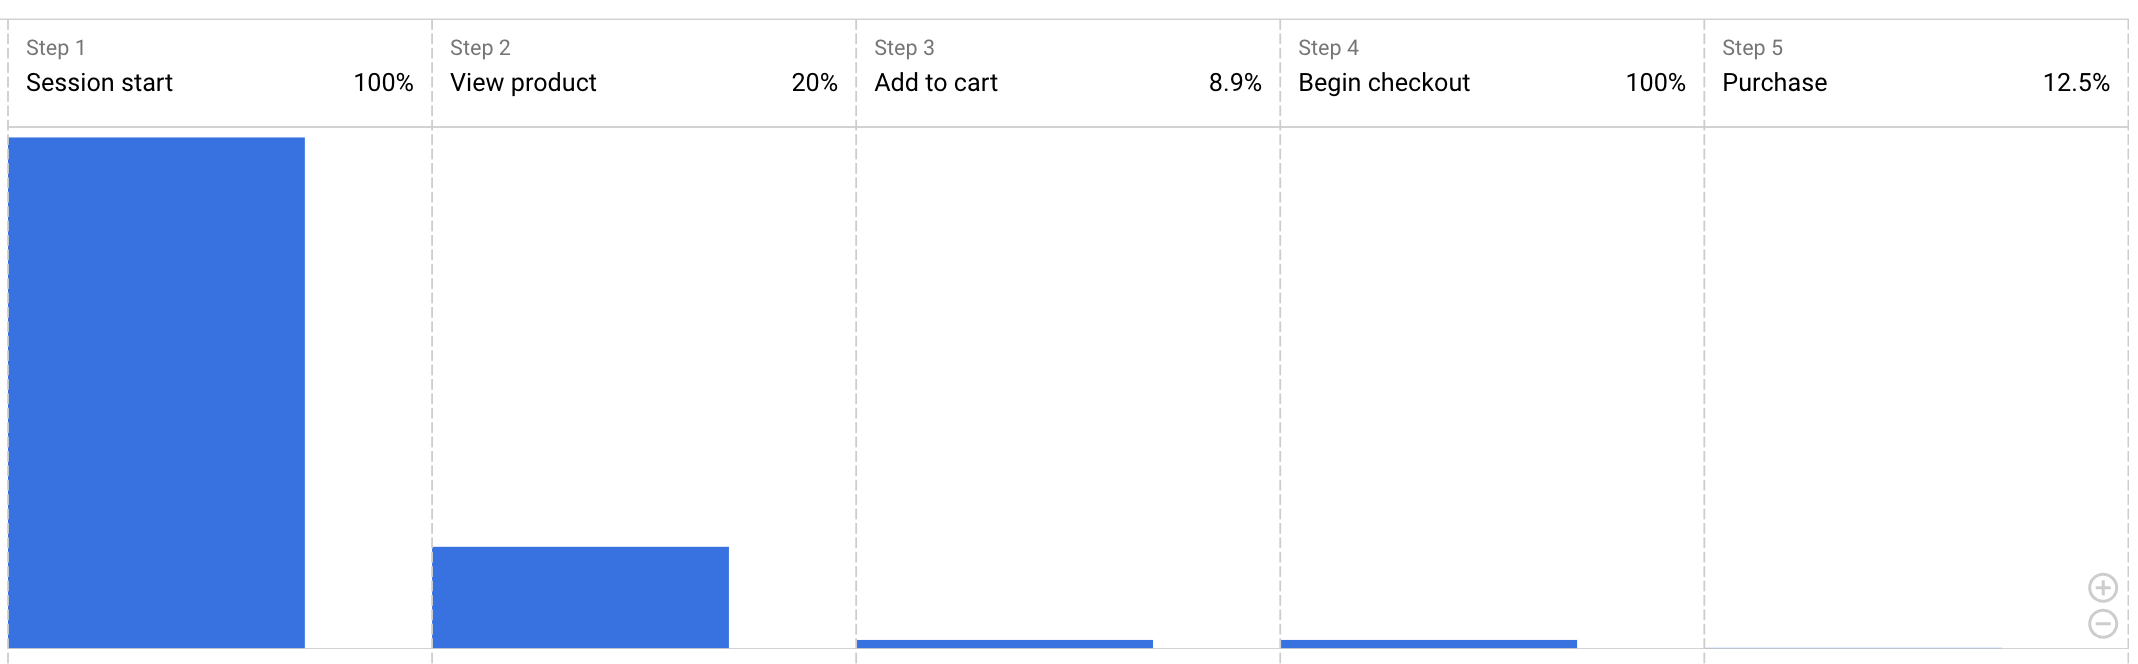 Step 1
Session start 100%
Step 2
View product 20%
Step 3
Add to cart 8.9%
Step 4
Begin checkout 100%
Step 5
Purchase 12.5%